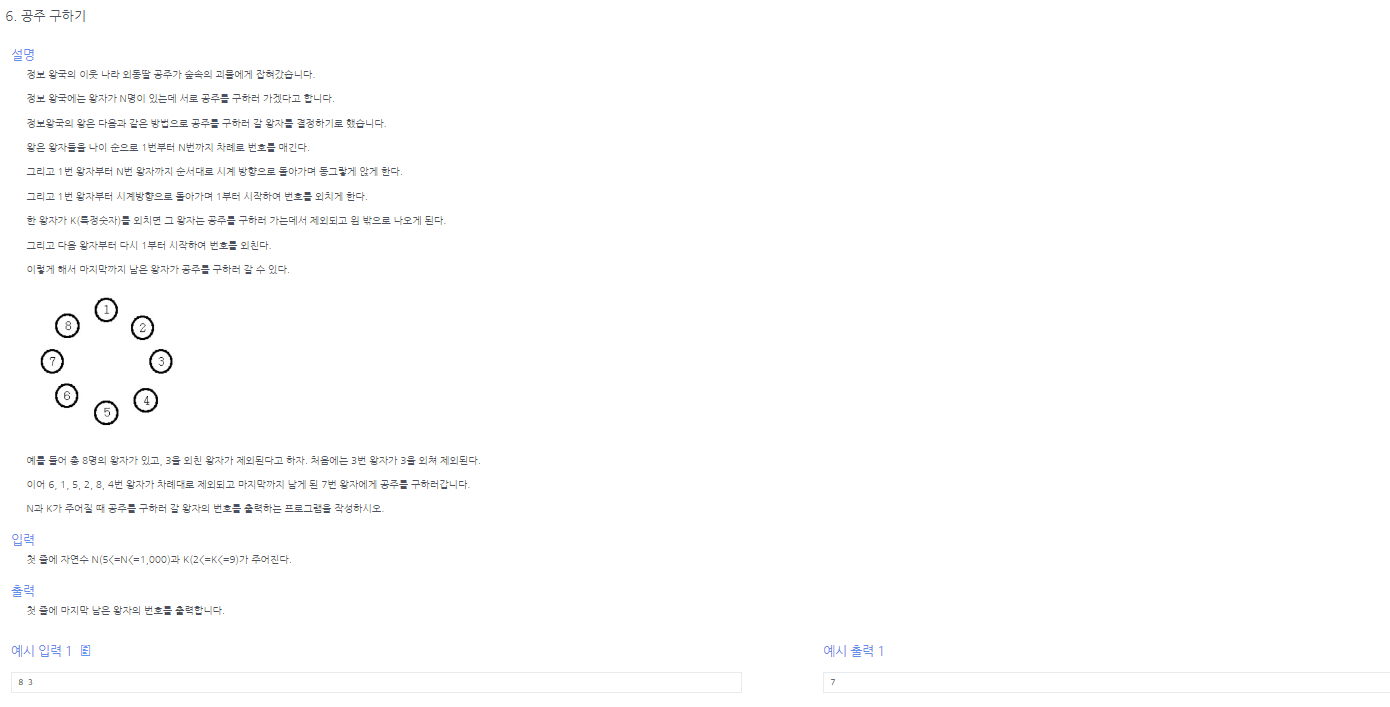 6. 공주 구하기
설명
정보 왕국의 이웃 나라 외동딸 공주가 숲속의 괴물에게 잡혀갔습니다.
정보 왕국에는 왕자가 N명이 있는데 서로 공주를 구하러 가겠다고 합니다.
정보왕국의 왕은 다음과 같은 방법으로 공주를 구하러 갈 왕자를 결정하기로 했습니다.
왕은 왕자들을 나이 순으로 1번부터 N번까지 차례로 번호를 매긴다.
그리고 1번 왕자부터 N번 왕자까지 순서대로 시계 방향으로 돌아가며 동그랗게 앉게 한다.
그리고 1번 왕자부터 시계방향으로 돌아가며 1부터 시작하여 번호를 외치게 한다.
한 왕자가 K(특정숫자)를 외치면 그 왕자는 공주를 구하러 가는데서 제외되고 원 밖으로 나오게 된다.
그리고 다음 왕자부터 다시 1부터 시작하여 번호를 외친다.
이렇게 해서 마지막까지 남은 왕자가 공주를 구하러 갈 수 있다.
1
8
2
7
3
6
4
5
예를 들어 총 8명의 왕자가 있고, 3을 외친 왕자가 제외된다고 하자. 처음에는 3번 왕자가 3을 외쳐 제외된다.
이어 6, 1, 5, 2, 8, 4번 왕자가 차례대로 제외되고 마지막까지 남게 된 7번 왕자에게 공주를 구하러갑니다.
N과 K가 주어질 때 공주를 구하러 갈 왕자의 번호를 출력하는 프로그램을 작성하시오.
입력
첫 줄에 자연수 N(5<=N<=1,000)과 K(2<=K<=9)가 주어진다.
출력
첫 줄에 마지막 남은 왕자의 번호를 출력합니다.
예시 입력 1
8 3
예시 출력 1
7